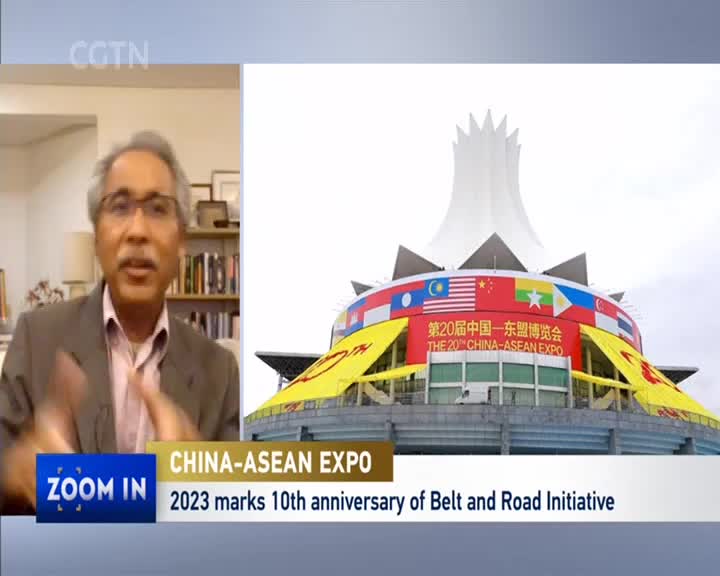 CGTN
第20届中国—东盟博览会
THE 20TH CHINA-ASEAN EXPO
20TH
CHINA-ASEAN EXPO
ZOOM IN
2023 marks 10th anniversary of Belt and Road Initiative